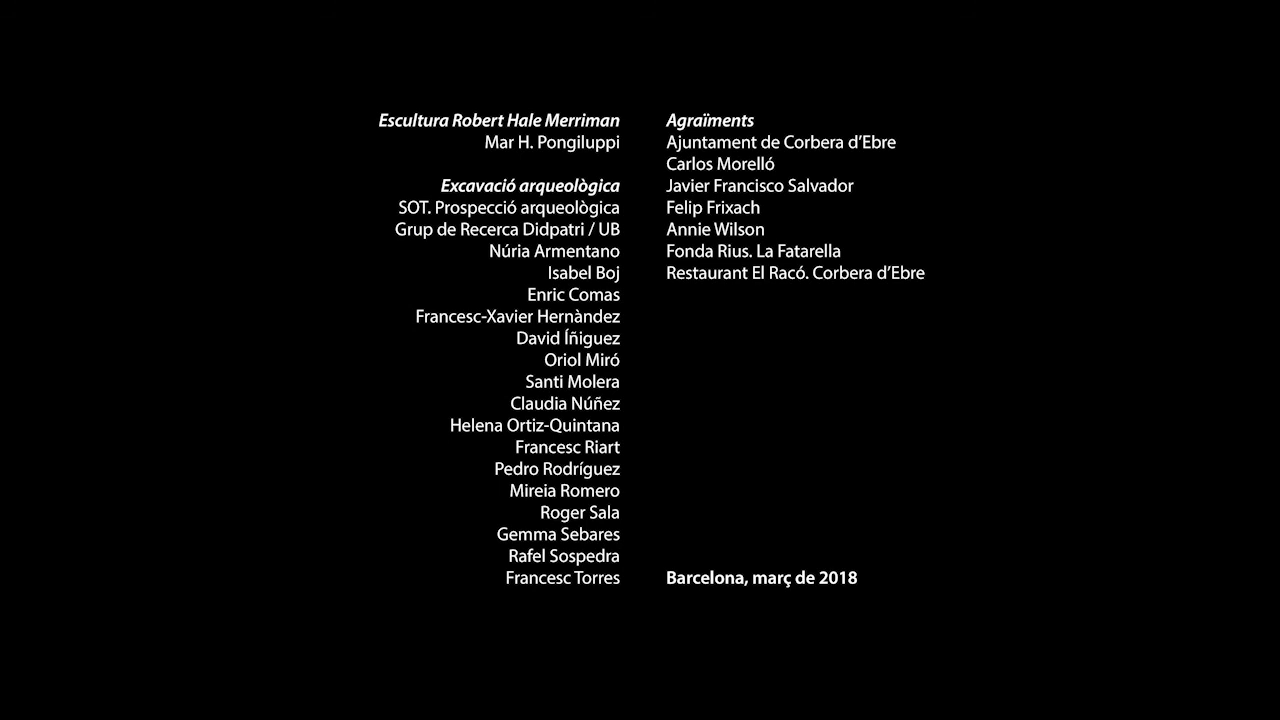 Escultura Robert Hale Merriman
Mar H. Pongiluppi
Excavació arqueològica
SOT. Prospecció arqueològica
Grup de Recerca Didpatri / UB
Núria Armentano
Isabel Boj
Enric Comas
Francesc-Xavier Hernàndez
David Íñiguez
Oriol Miró
Santi Molera
Claudia Núñez
Helena Ortiz-Quintana
Francesc Riart
Pedro Rodríguez
Mireia Romero
Roger Sala
Gemma Sebares
Rafel Sospedra
Francesc Torres
Agraïments
Ajuntament de Corbera d’Ebre
Carlos Morelló
Javier Francisco Salvador
Felip Frixach
Annie Wilson
Fonda Rius. La Fatarella
Restaurant El Racó. Corbera d’Ebre
Barcelona, març de 2018